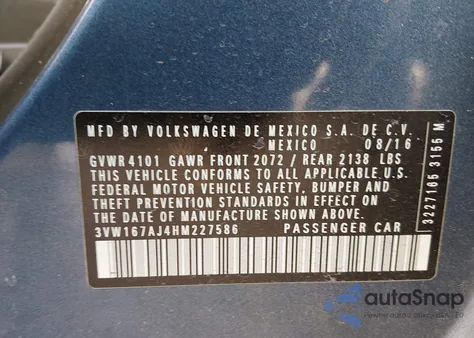 MFD BY VOLKSWAGEN DE MEXICO S.A. DE C.V.
MEXICO 08/16
GVWR 4101 GAWR FRONT 2072 / REAR 2138 LBS
THIS VEHICLE CONFORMS TO ALL APPLICABLE U.S.
FEDERAL MOTOR VEHICLE SAFETY, BUMPER AND
THEFT PREVENTION STANDARDS IN EFFECT ON
THE DATE OF MANUFACTURE SHOWN ABOVE
3VW167AJ4HM227586 PASSENGER CAR
3227165 3155 M
autoSnap